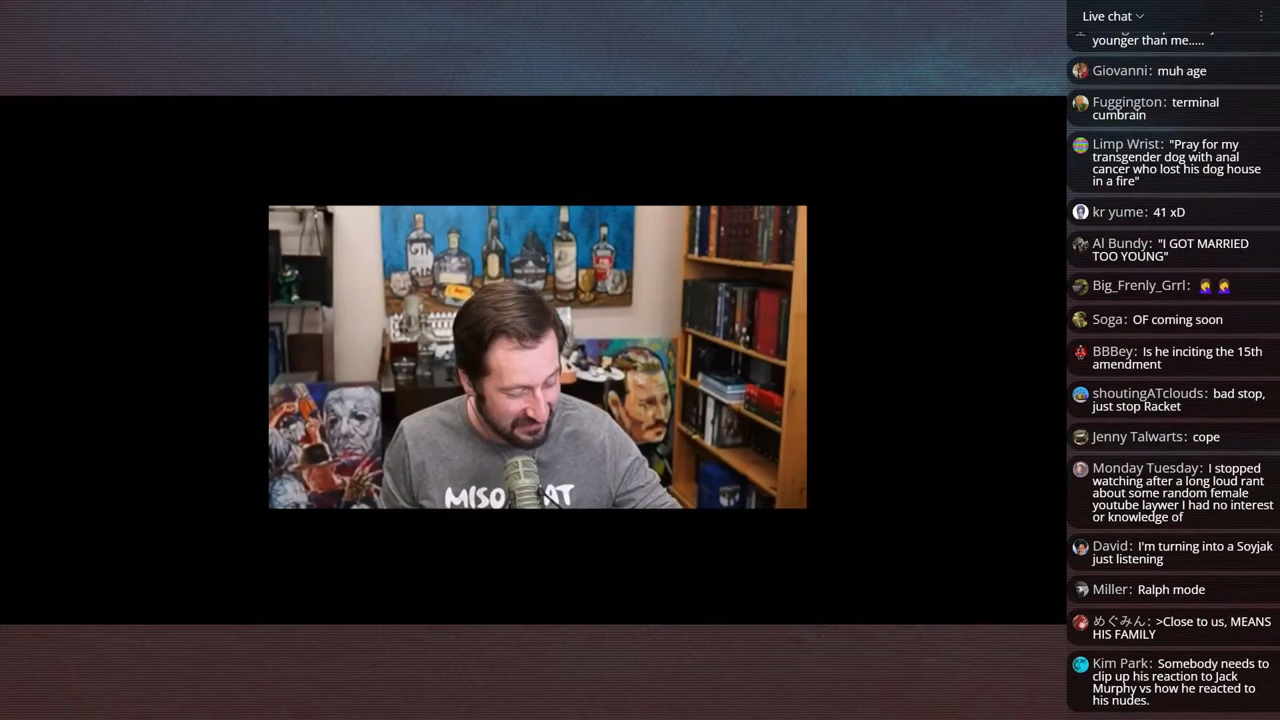 Live chat
younger than me.....
Giovanni: muh age
Fuggington: terminal
cumbrain
Limp Wrist: "Pray for my
transgender dog with anal
cancer who lost his dog house
in a fire"
kr yume: 41 xD
Al Bundy: "I GOT MARRIED
TOO YOUNG"
Big_Frenly_Grrl: 🤦‍♀️ 🤦‍♀️
Soga: OF coming soon
BBBey: Is he inciting the 15th
amendment
shoutingATclouds: bad stop,
just stop Racket
Jenny Talwarts: cope
Monday Tuesday: I stopped
watching after a long loud rant
about some random female
youtube laywer I had no interest
or knowledge of
David: I'm turning into a Soyjak
just listening
Miller: Ralph mode
めぐみん: >Close to us, MEANS
HIS FAMILY
Kim Park: Somebody needs to
clip up his reaction to Jack
Murphy vs how he reacted to
his nudes.
GIN
GIN
MISO AT